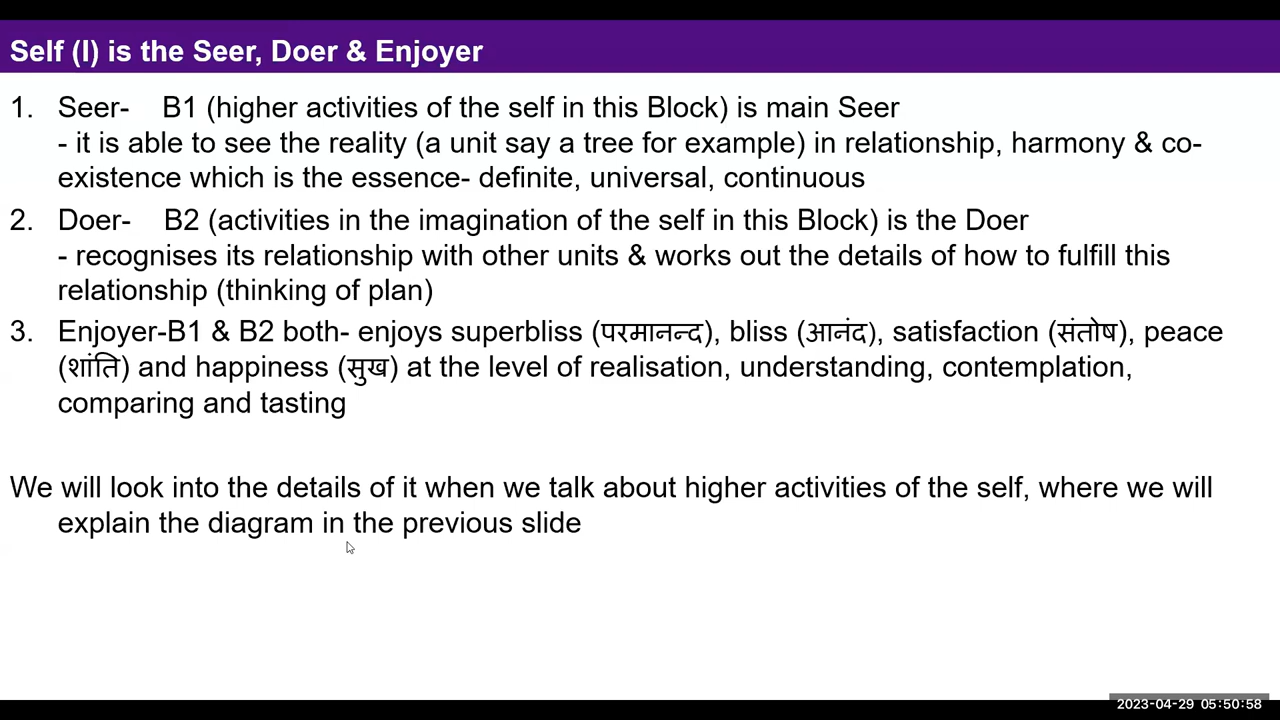 Self (I) is the Seer, Doer & Enjoyer
1. Seer- B1 (higher activities of the self in this Block) is main Seer
- it is able to see the reality (a unit say a tree for example) in relationship, harmony & co-
existence which is the essence- definite, universal, continuous
2. Doer- B2 (activities in the imagination of the self in this Block) is the Doer
- recognises its relationship with other units & works out the details of how to fulfill this
relationship (thinking of plan)
3. Enjoyer-B1 & B2 both- enjoys superbliss (परमानन्द), bliss (आनंद), satisfaction (संतोष), peace
(शांति) and happiness (सुख) at the level of realisation, understanding, contemplation,
comparing and tasting
We will look into the details of it when we talk about higher activities of the self, where we will
explain the diagram in the previous slide
2023-04-29 05:50:58